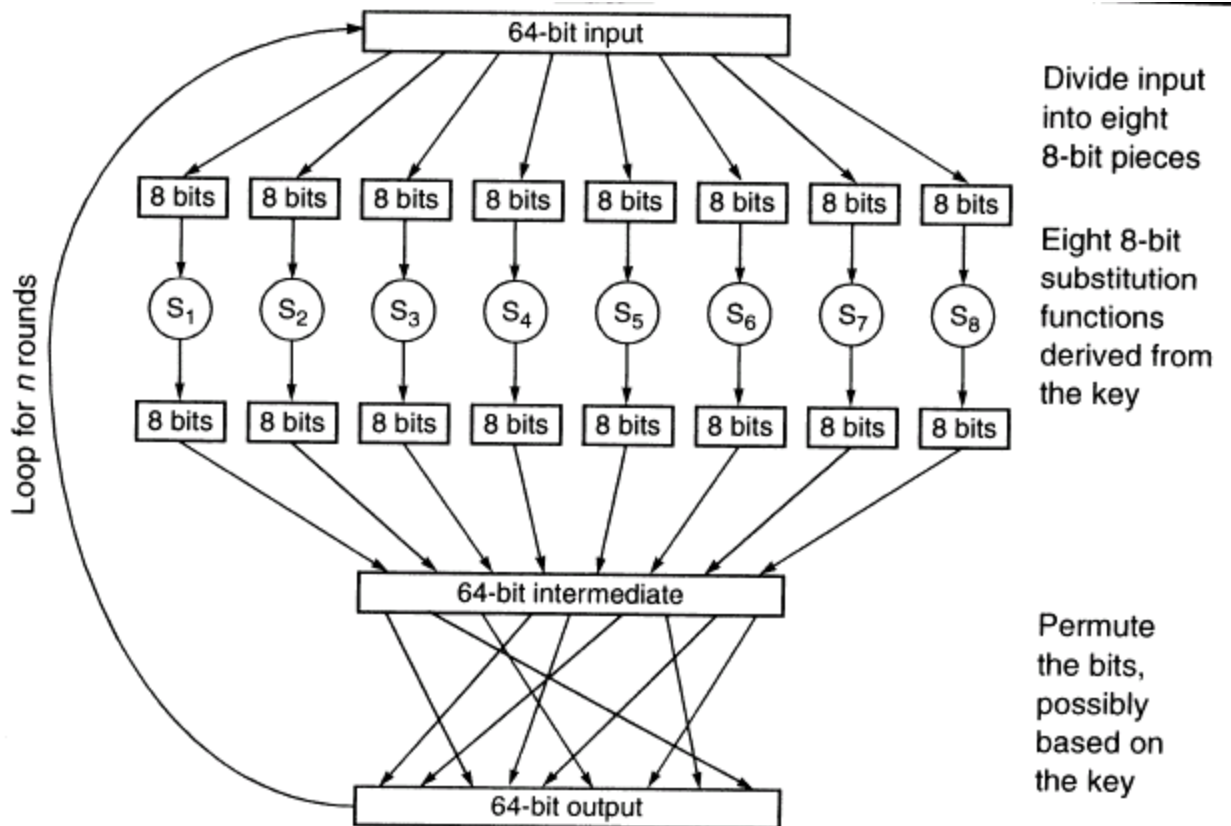 64-bit input
Divide input
into eight
8-bit pieces
8 bits 8 bits 8 bits 8 bits 8 bits 8 bits 8 bits 8 bits
Eight 8-bit
substitution
functions
derived from
the key
S1 S2 S3 S4 S5 S6 S7 S8
8 bits 8 bits 8 bits 8 bits 8 bits 8 bits 8 bits 8 bits
Loop for n rounds
64-bit intermediate
Permute
the bits,
possibly
based on
the key
64-bit output